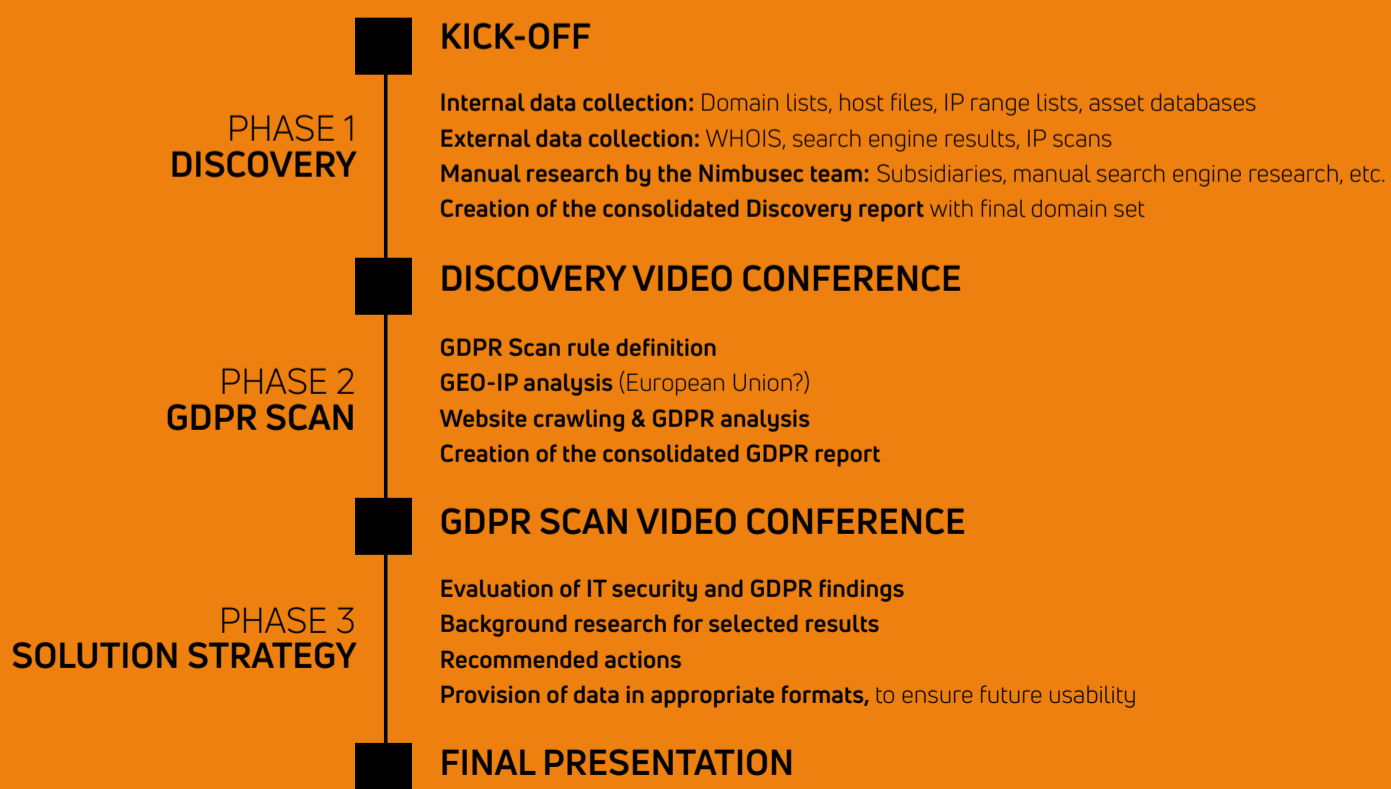 KICK-OFF
PHASE 1
DISCOVERY
Internal data collection: Domain lists, host files, IP range lists, asset databases
External data collection: WHOIS, search engine results, IP scans
Manual research by the Nimbusec team: Subsidiaries, manual search engine research, etc.
Creation of the consolidated Discovery report with final domain set
DISCOVERY VIDEO CONFERENCE
PHASE 2
GDPR SCAN
GDPR Scan rule definition
GEO-IP analysis (European Union?)
Website crawling & GDPR analysis
Creation of the consolidated GDPR report
GDPR SCAN VIDEO CONFERENCE
PHASE 3
SOLUTION STRATEGY
Evaluation of IT security and GDPR findings
Background research for selected results
Recommended actions
Provision of data in appropriate formats, to ensure future usability
FINAL PRESENTATION